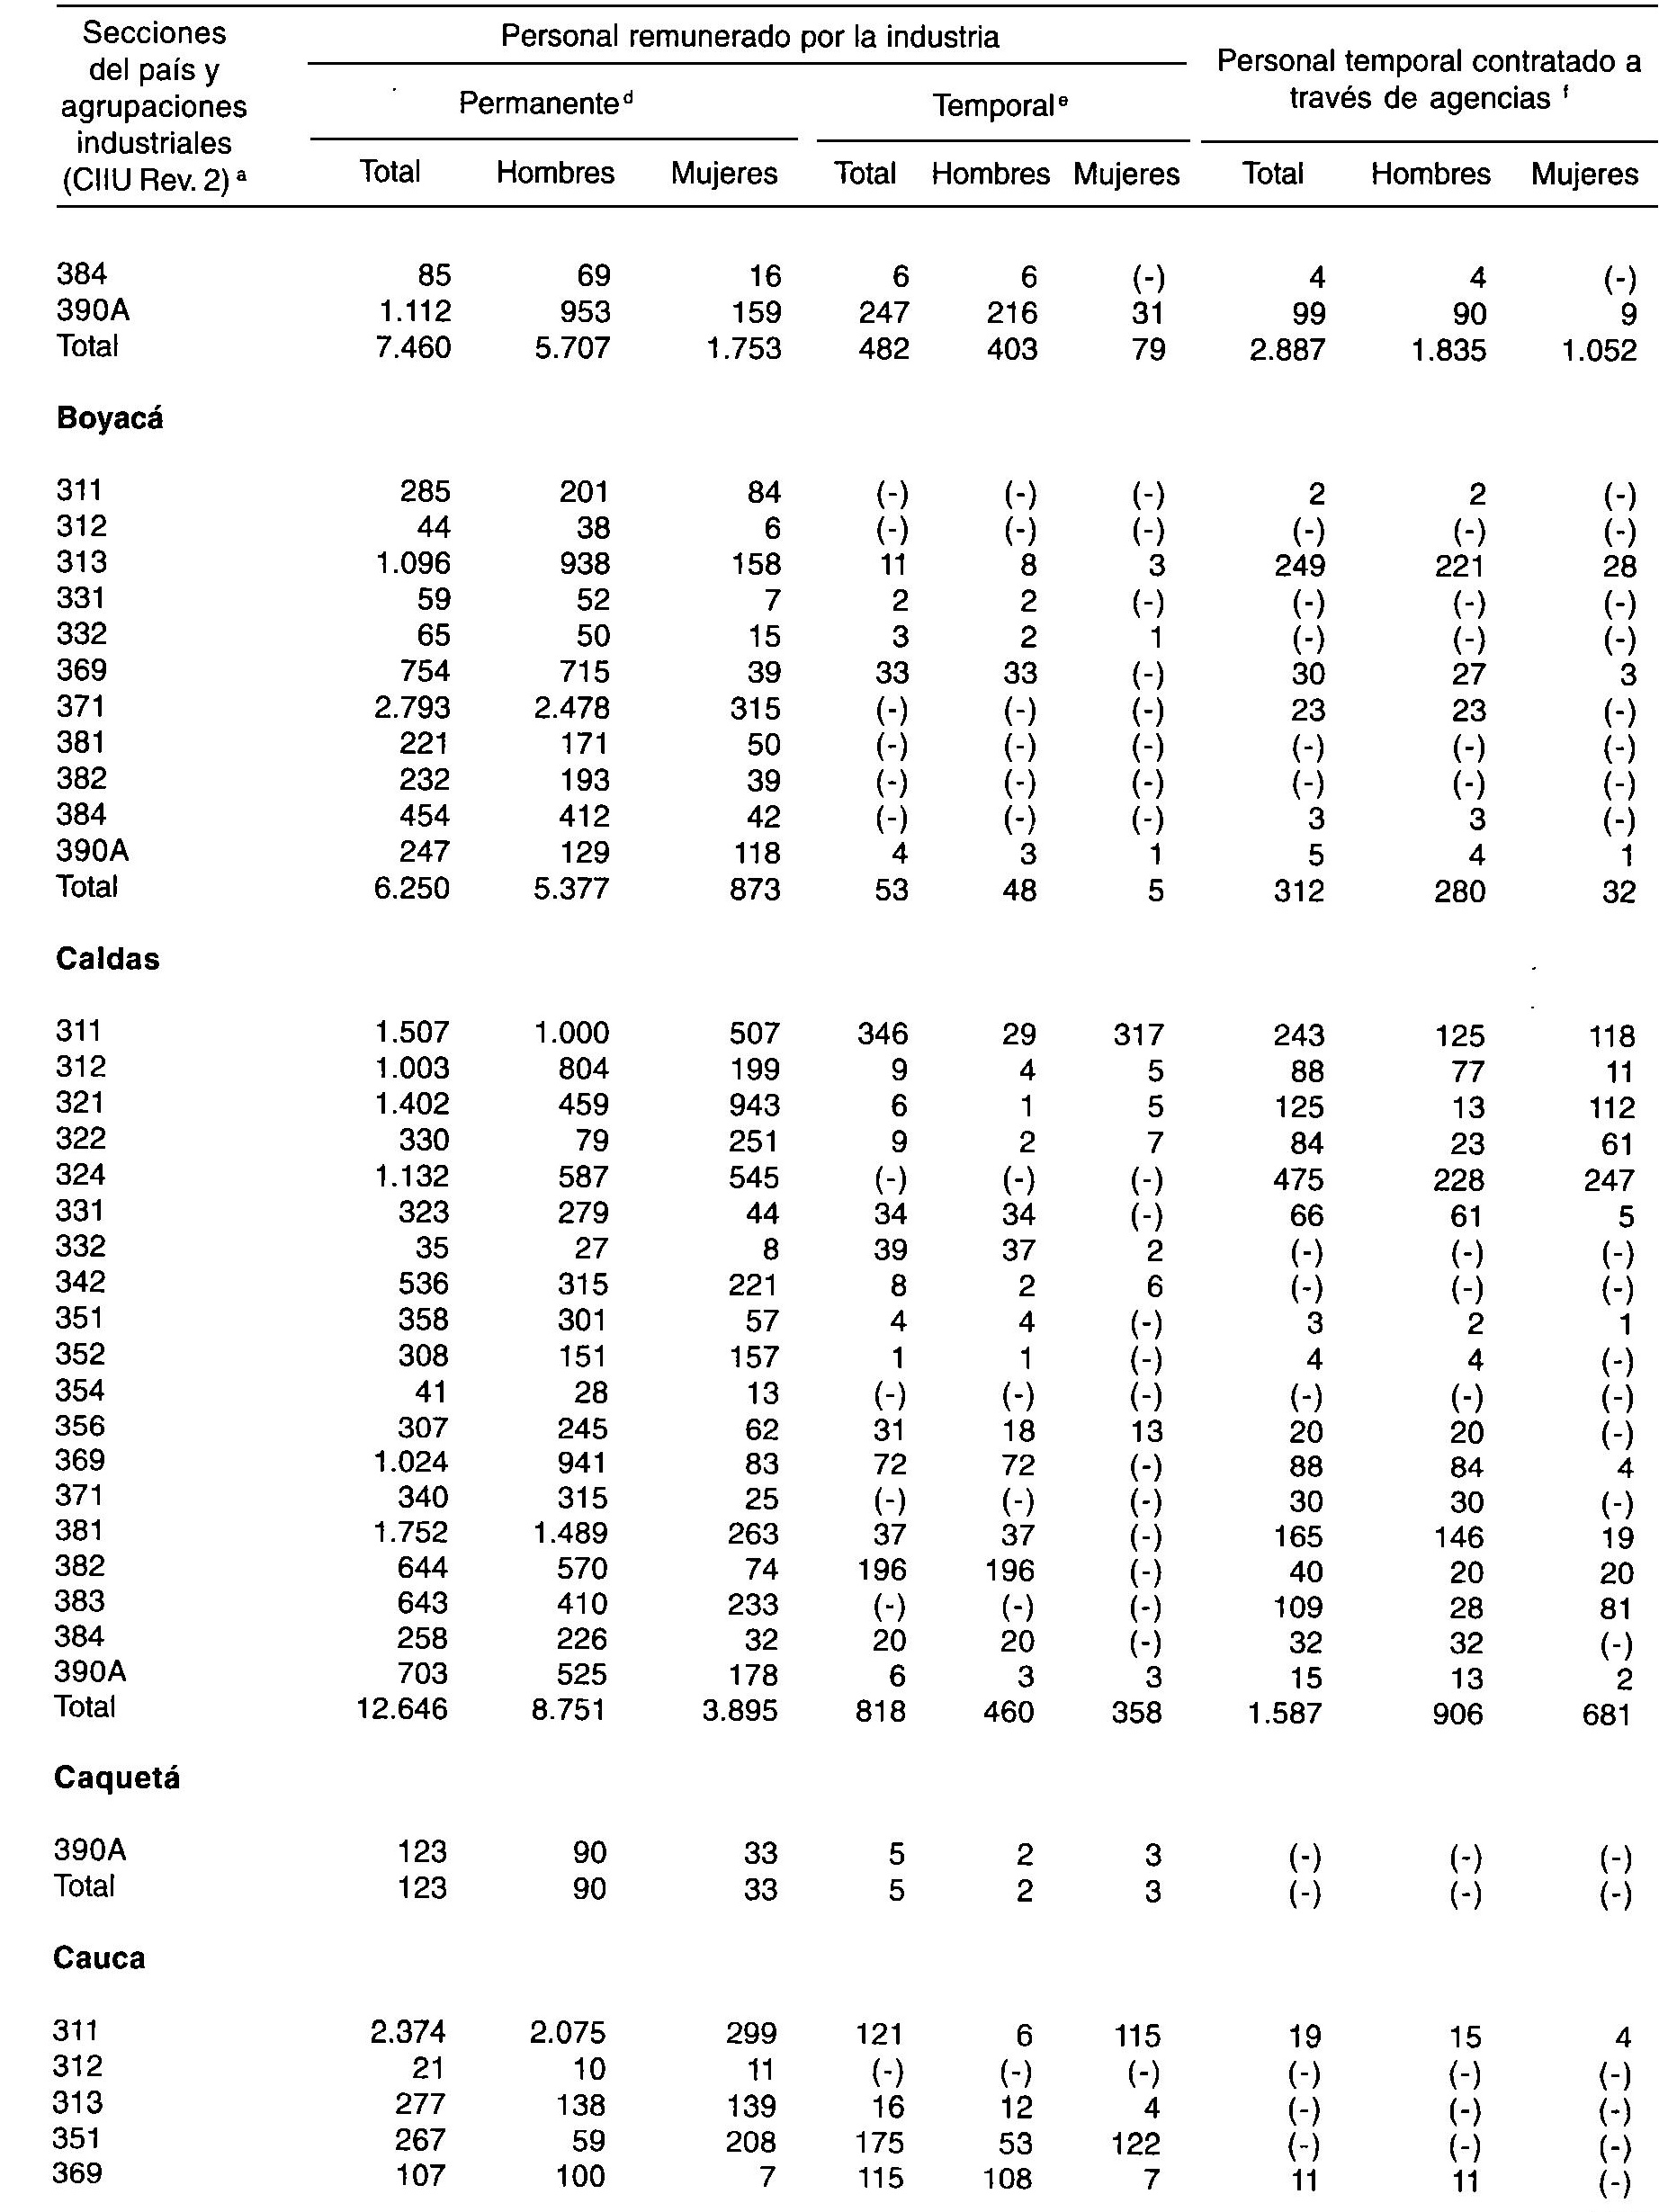 Secciones del país y agrupaciones industriales (CIIU Rev. 2) a
Personal remunerado por la industria
Personal temporal contratado a través de agencias f
Permanente d Temporal e
Total Hombres Mujeres Total Hombres Mujeres Total Hombres Mujeres
384 85 69 16 6 6 (-) 4 4 (-)
390A 1.112 953 159 247 216 31 99 90 9
Total 7.460 5.707 1.753 482 403 79 2.887 1.835 1.052
Boyacá
311 285 201 84 (-) (-) (-) 2 2 (-)
312 44 38 6 (-) (-) (-) (-) (-) (-)
313 1.096 938 158 11 8 3 249 221 28
331 59 52 7 2 2 (-) (-) (-) (-)
332 65 50 15 3 2 1 (-) (-) (-)
369 754 715 39 33 33 (-) 30 27 3
371 2.793 2.478 315 (-) (-) (-) 23 23 (-)
381 221 171 50 (-) (-) (-) (-) (-) (-)
382 232 193 39 (-) (-) (-) (-) (-) (-)
384 454 412 42 (-) (-) (-) 3 3 (-)
390A 247 129 118 4 3 1 5 4 1
Total 6.250 5.377 873 53 48 5 312 280 32
Caldas
311 1.507 1.000 507 346 29 317 243 125 118
312 1.003 804 199 9 4 5 88 77 11
321 1.402 459 943 6 1 5 125 13 112
322 330 79 251 9 2 7 84 23 61
324 1.132 587 545 (-) (-) (-) 475 228 247
331 323 279 44 34 34 (-) 66 61 5
332 35 27 8 39 37 2 (-) (-) (-)
342 536 315 221 8 2 6 (-) (-) (-)
351 358 301 57 4 4 (-) 3 2 1
352 308 151 157 1 1 (-) 4 4 (-)
354 41 28 13 (-) (-) (-) (-) (-) (-)
356 307 245 62 31 18 13 20 20 (-)
369 1.024 941 83 72 72 (-) 88 84 4
371 340 315 25 (-) (-) (-) 30 30 (-)
381 1.752 1.489 263 37 37 (-) 165 146 19
382 644 570 74 196 196 (-) 40 20 20
383 643 410 233 (-) (-) (-) 109 28 81
384 258 226 32 20 20 (-) 32 32 (-)
390A 703 525 178 6 3 3 15 13 2
Total 12.646 8.751 3.895 818 460 358 1.587 906 681
Caquetá
390A 123 90 33 5 2 3 (-) (-) (-)
Total 123 90 33 5 2 3 (-) (-) (-)
Cauca
311 2.374 2.075 299 121 6 115 19 15 4
312 21 10 11 (-) (-) (-) (-) (-) (-)
313 277 138 139 16 12 4 (-) (-) (-)
351 267 59 208 175 53 122 (-) (-) (-)
369 107 100 7 115 108 7 11 11 (-)